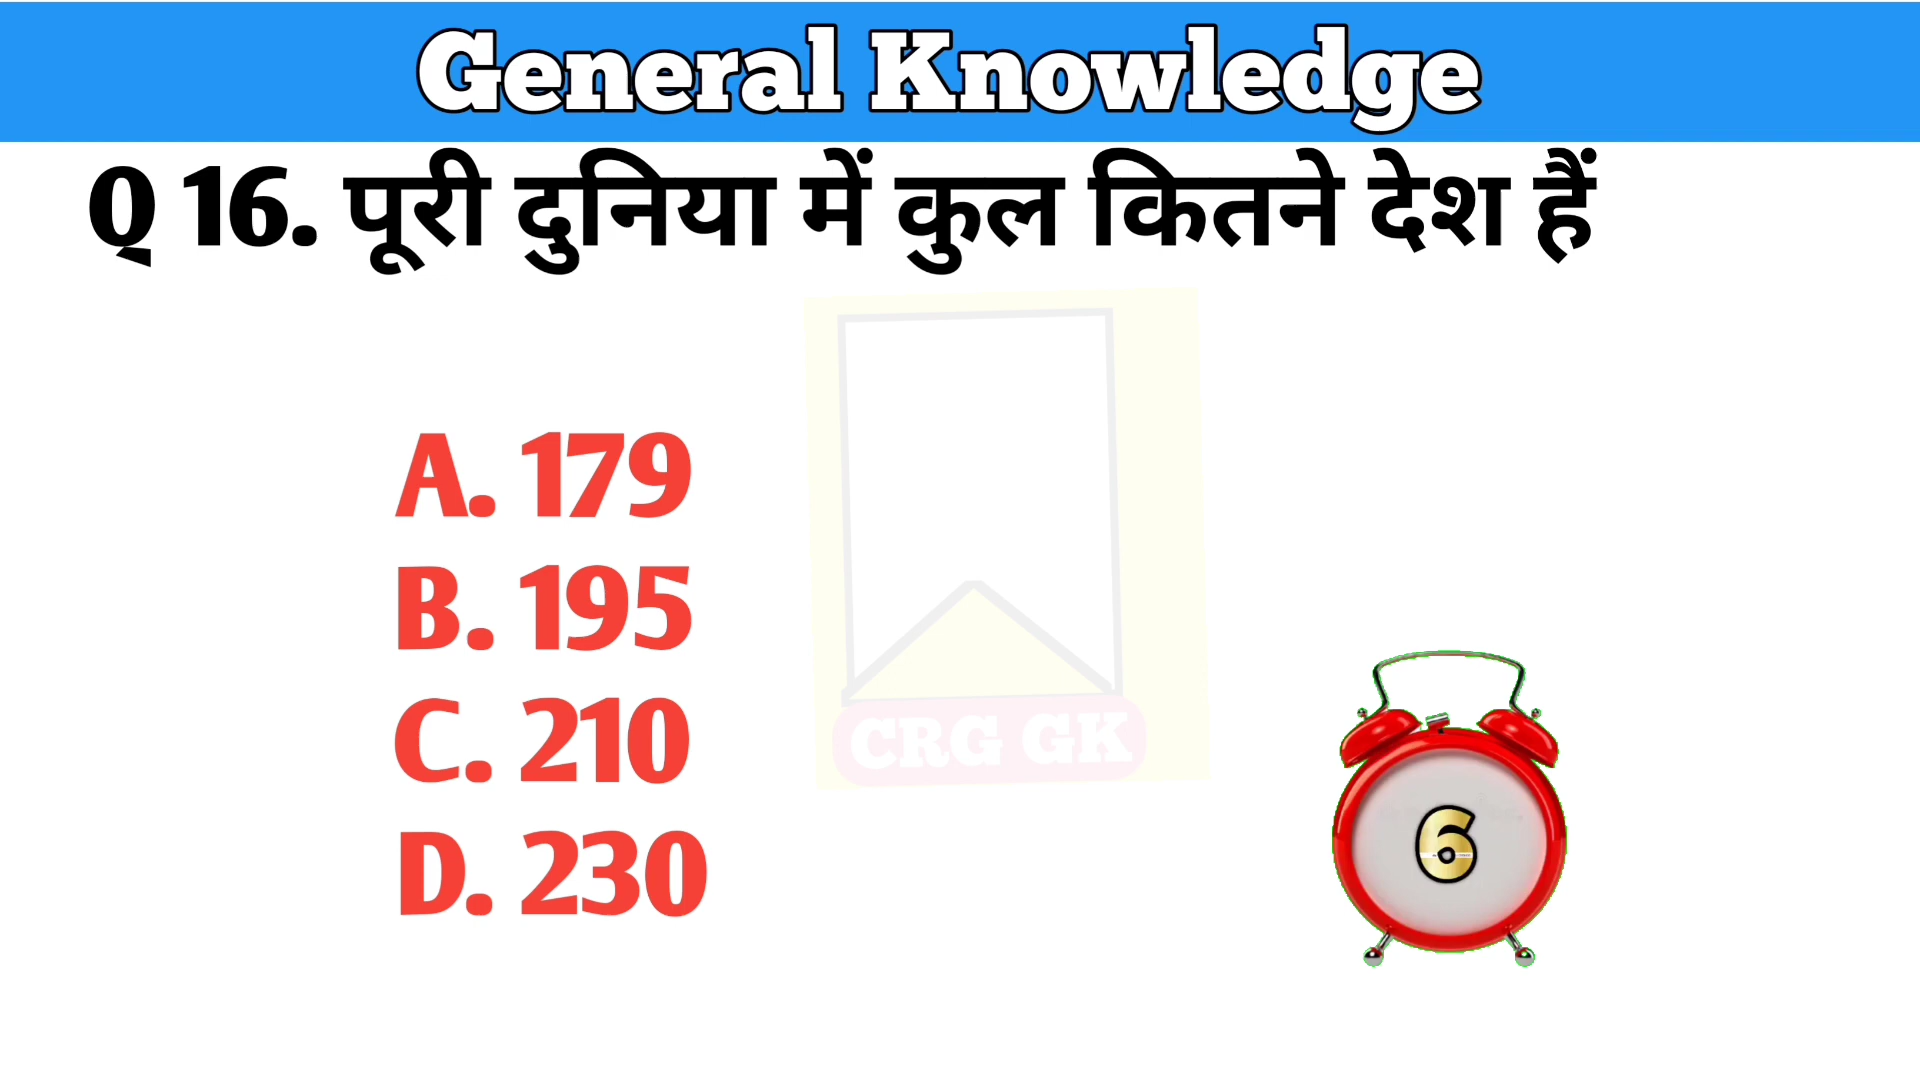 General Knowledge
Q 16. पूरी दुनिया में कुल कितने देश हैं
A. 179
B. 195
C. 210
D. 230
CRG GK
6